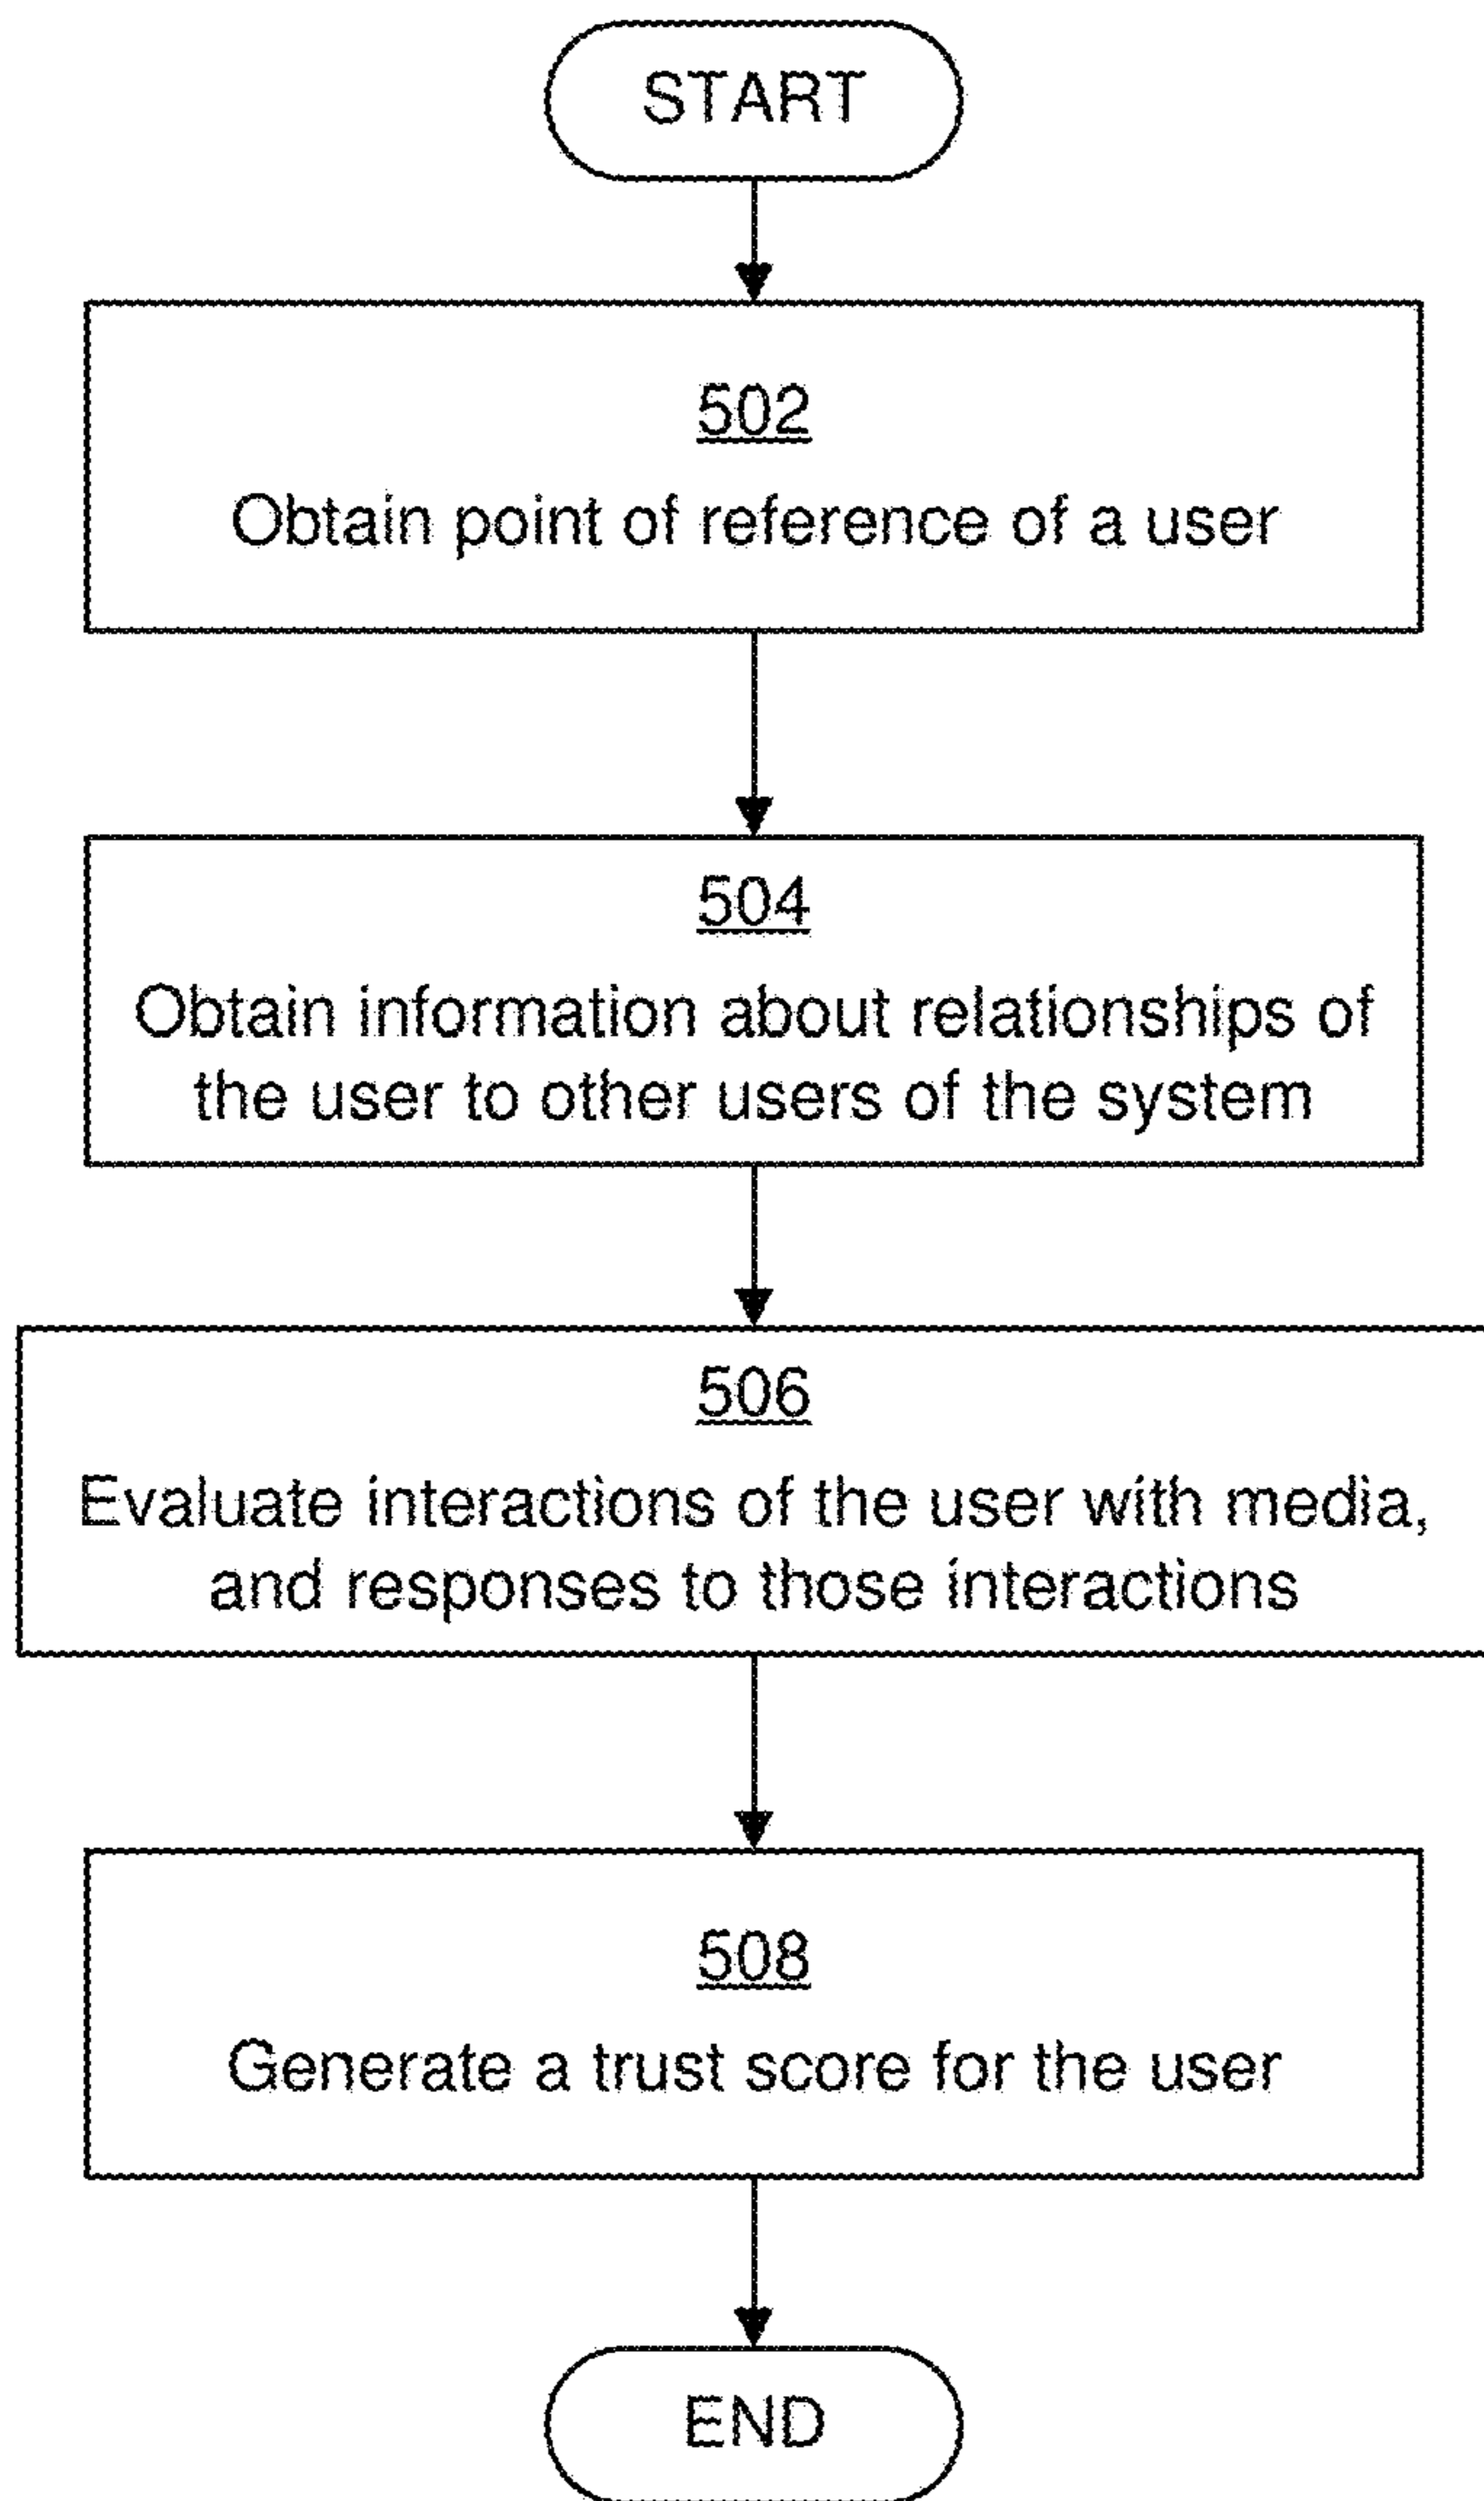 START
502
Obtain point of reference of a user
504
Obtain information about relationships of
the user to other users of the system
506
Evaluate interactions of the user with media,
and responses to those interactions
508
Generate a trust score for the user
END